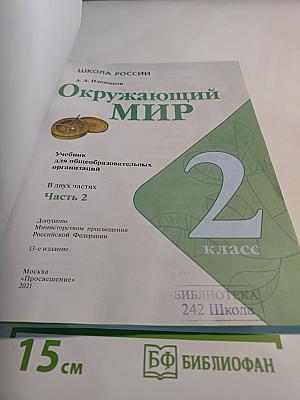 ШКОЛА РОССИИ
А. А. Плешаков
Окружающий
МИР
Учебник
для общеобразовательных
организаций
В двух частях
Часть 2
2
класс
Допущено
Министерством просвещения
Российской Федерации
13-е издание
Москва
«Просвещение»
2021
БИБЛИОТЕКА
242 Школа
15 см
БФ БИБЛИОФАН